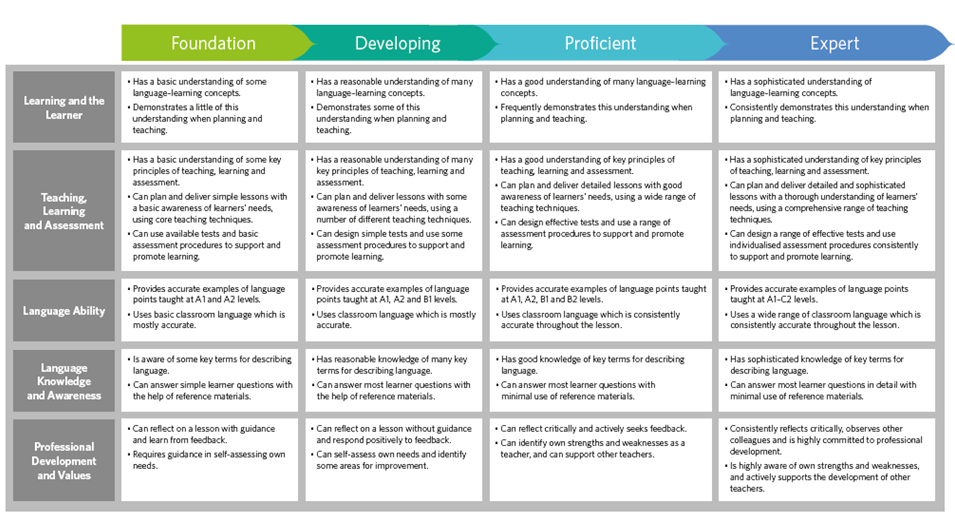 Foundation
Developing
Proficient
Expert
Learning and the
Learner
• Has a basic understanding of some
language–learning concepts.
• Demonstrates a little of this
understanding when planning and
teaching.
• Has a reasonable understanding of many
language–learning concepts.
• Demonstrates some of this
understanding when planning and
teaching.
• Has a good understanding of many language–learning
concepts.
• Frequently demonstrates this understanding when
planning and teaching.
• Has a sophisticated understanding of
language–learning concepts.
• Consistently demonstrates this understanding when
planning and teaching.
Teaching,
Learning
and Assessment
• Has a basic understanding of some key
principles of teaching, learning and
assessment.
• Can plan and deliver simple lessons with
a basic awareness of learners' needs,
using core teaching techniques.
• Can use available tests and basic
assessment procedures to support and
promote learning.
• Has a reasonable understanding of many
key principles of teaching, learning and
assessment.
• Can plan and deliver lessons with some
awareness of learners' needs, using a
number of different teaching techniques.
• Can design simple tests and use some
assessment procedures to support and
promote learning.
• Has a good understanding of key principles of
teaching, learning and assessment.
• Can plan and deliver detailed lessons with good
awareness of learners' needs, using a wide range of
teaching techniques.
• Can design effective tests and use a range of
assessment procedures to support and promote
learning.
• Has a sophisticated understanding of key principles
of teaching, learning and assessment.
• Can plan and deliver detailed and sophisticated
lessons with a thorough understanding of learners'
needs, using a comprehensive range of teaching
techniques.
• Can design a range of effective tests and use
individualised assessment procedures consistently
to support and promote learning.
Language Ability
• Provides accurate examples of language
points taught at A1 and A2 levels.
• Uses basic classroom language which is
mostly accurate.
• Provides accurate examples of language
points taught at A1, A2 and B1 levels.
• Uses classroom language which is mostly
accurate.
• Provides accurate examples of language points taught
at A1, A2, B1 and B2 levels.
• Uses classroom language which is consistently
accurate throughout the lesson.
• Provides accurate examples of language points
taught at A1–C2 levels.
• Uses a wide range of classroom language which is
consistently accurate throughout the lesson.
Language
Knowledge
and Awareness
• Is aware of some key terms for describing
language.
• Can answer simple learner questions with
the help of reference materials.
• Has reasonable knowledge of many key
terms for describing language.
• Can answer most learner questions with
the help of reference materials.
• Has good knowledge of key terms for describing
language.
• Can answer most learner questions with
minimal use of reference materials.
• Has sophisticated knowledge of key terms for
describing language.
• Can answer most learner questions in detail with
minimal use of reference materials.
Professional
Development
and Values
• Can reflect on a lesson with guidance
and learn from feedback.
• Requires guidance in self-assessing own
needs.
• Can reflect on a lesson without guidance
and respond positively to feedback.
• Can self-assess own needs and identify
some areas for improvement.
• Can reflect critically and actively seeks feedback.
• Can identify own strengths and weaknesses as a
teacher, and can support other teachers.
• Consistently reflects critically, observes other
colleagues and is highly committed to professional
development.
• Is highly aware of own strengths and weaknesses,
and actively supports the development of other
teachers.